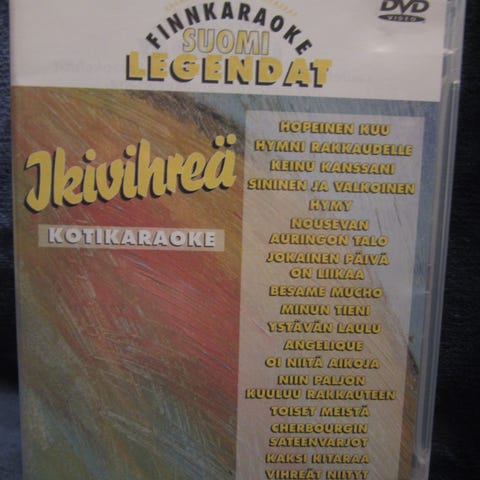 DVD
VIDEO
FINNKARAOKE
SUOMI
LEGENDAT
Ikivihreä
KOTIKARAOKE
HOPEINEN KUU
HYMNI RAKKAUDELLE
KEINU KANSSANI
SININEN JA VALKOINEN
HYMY
NOUSEVAN
AURINGON TALO
JOKAINEN PÄIVÄ
ON LIIKAA
BESAME MUCHO
MINUN TIENI
YSTÄVÄN LAULU
ANGELIQUE
OI NIITÄ AIKOJA
NIIN PALJON
KUULUU RAKKAUTEEN
TOISET MEISTÄ
CHERBOURGIN
SATEENVARJOT
KAKSI KITARAA
VIHREÄT NIITYT